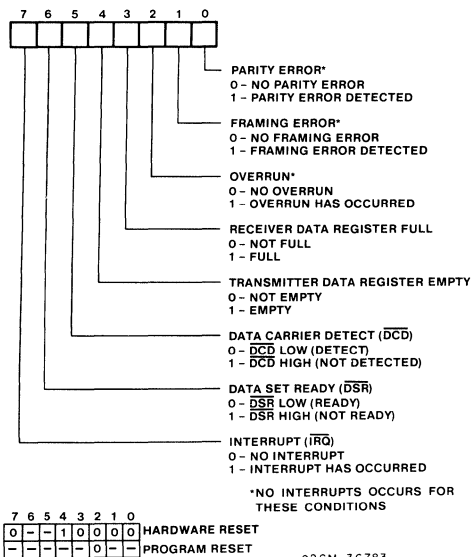 7 6 5 4 3 2 1 0
PARITY ERROR*
0 - NO PARITY ERROR
1 - PARITY ERROR DETECTED
FRAMING ERROR*
0 - NO FRAMING ERROR
1 - FRAMING ERROR DETECTED
OVERRUN*
0 - NO OVERRUN
1 - OVERRUN HAS OCCURRED
RECEIVER DATA REGISTER FULL
0 - NOT FULL
1 - FULL
TRANSMITTER DATA REGISTER EMPTY
0 - NOT EMPTY
1 - EMPTY
DATA CARRIER DETECT (DCD)
0 - DCD LOW (DETECT)
1 - DCD HIGH (NOT DETECTED)
DATA SET READY (DSR)
0 - DSR LOW (READY)
1 - DSR HIGH (NOT READY)
INTERRUPT (IRQ)
0 - NO INTERRUPT
1 - INTERRUPT HAS OCCURRED
*NO INTERRUPTS OCCURS FOR
THESE CONDITIONS
7 6 5 4 3 2 1 0
0 - - 1 0 0 0 0 HARDWARE RESET
- - - - - 0 - - PROGRAM RESET